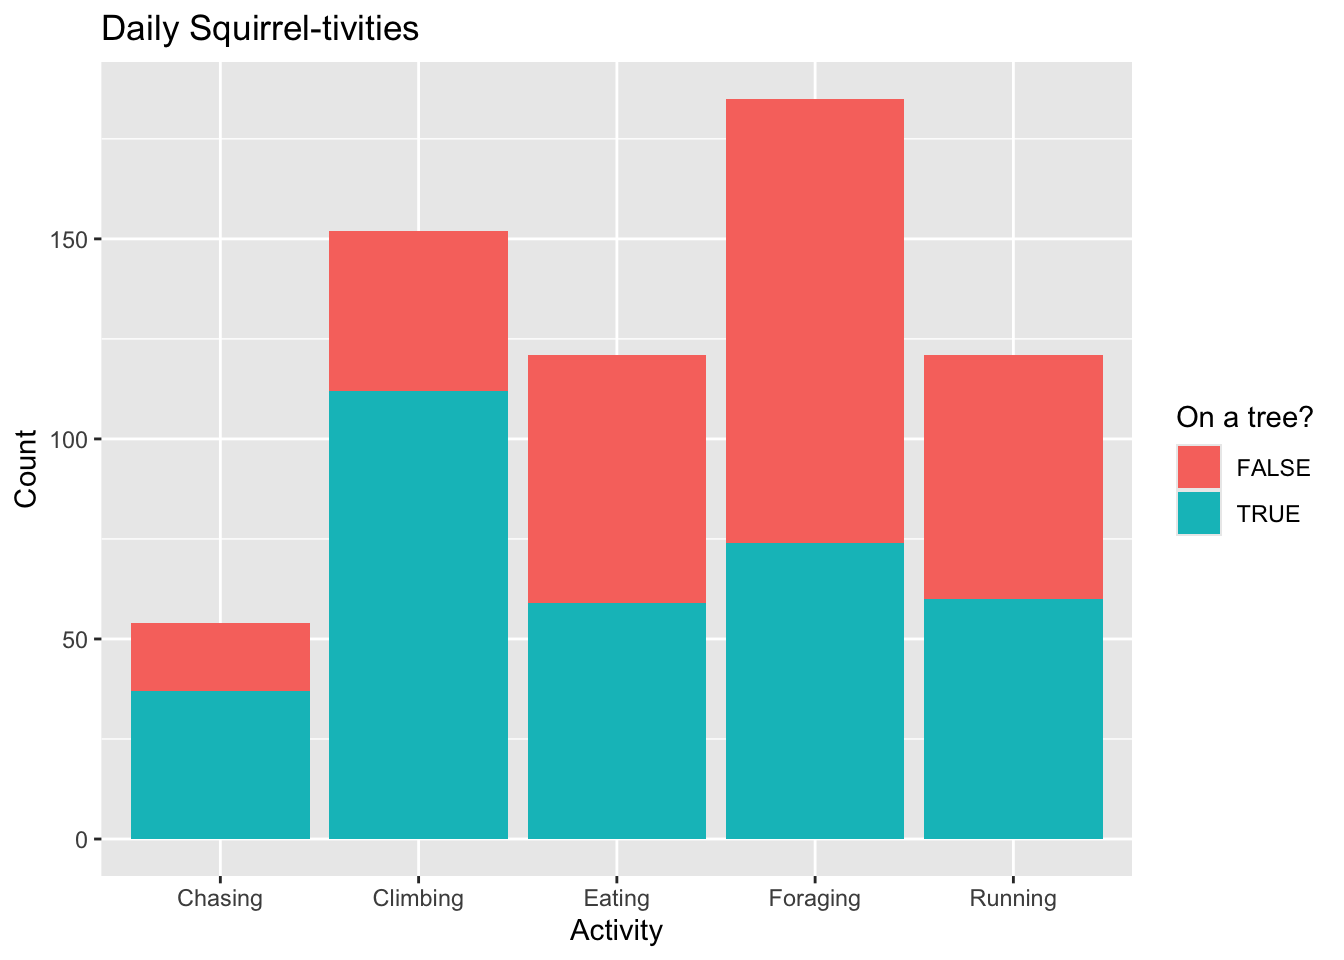 Daily Squirrel-tivities
Count
150
100
50
0
Chasing
Climbing
Eating
Foraging
Running
Activity
On a tree?
FALSE
TRUE